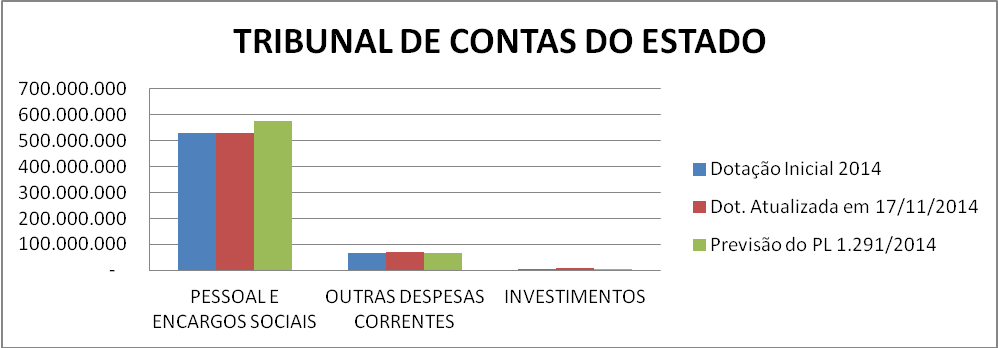 TRIBUNAL DE CONTAS DO ESTADO
700.000.000
600.000.000
500.000.000
400.000.000
300.000.000
200.000.000
100.000.000
-
PESSOAL E
ENCARGOS SOCIAIS
OUTRAS DESPESAS
CORRENTES
INVESTIMENTOS
Dotação Inicial 2014
Dot. Atualizada em 17/11/2014
Previsão do PL 1.291/2014